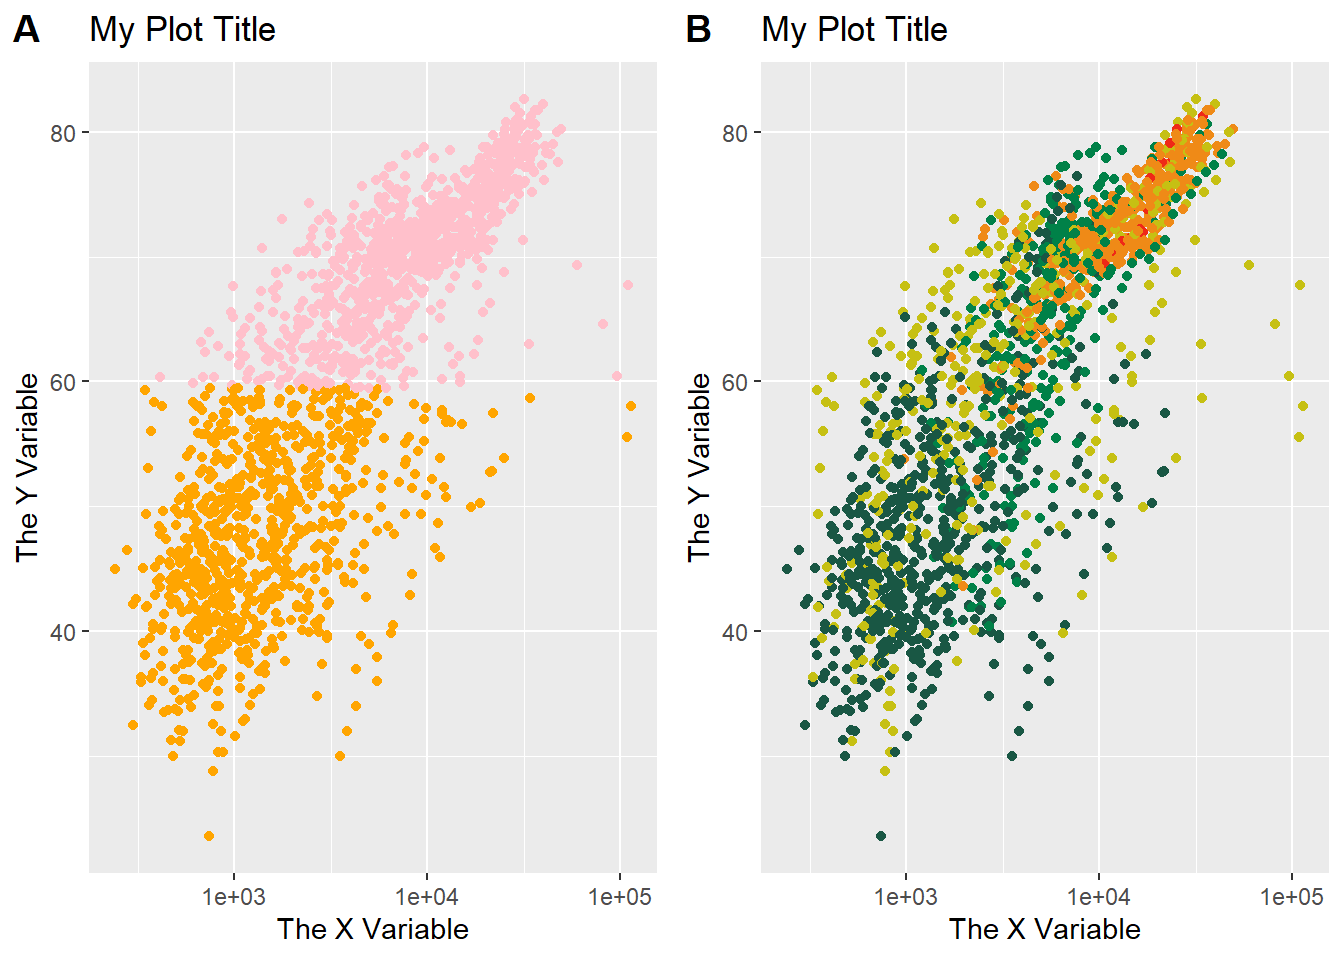 A
My Plot Title
The Y Variable
80
60
40
1e+03
1e+04
1e+05
The X Variable
B
My Plot Title
The Y Variable
80
60
40
1e+03
1e+04
1e+05
The X Variable